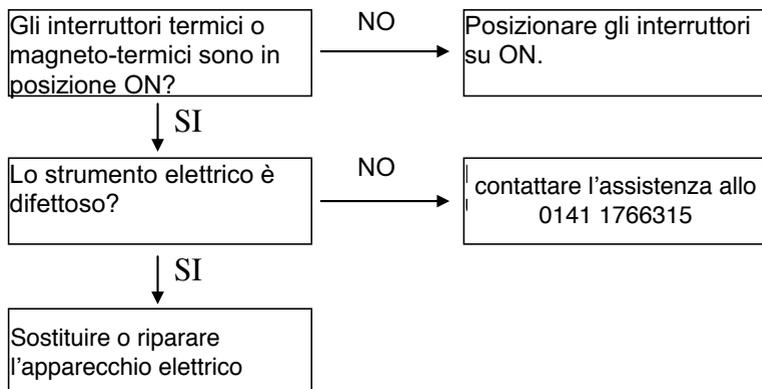 Gli interruttori termici o
magneto-termici sono in
posizione ON?
NO
Posizionare gli interruttori
su ON.
SI
Lo strumento elettrico è
difettoso?
NO
contattare l'assistenza allo
0141 1766315
SI
Sostituire o riparare
l'apparecchio elettrico